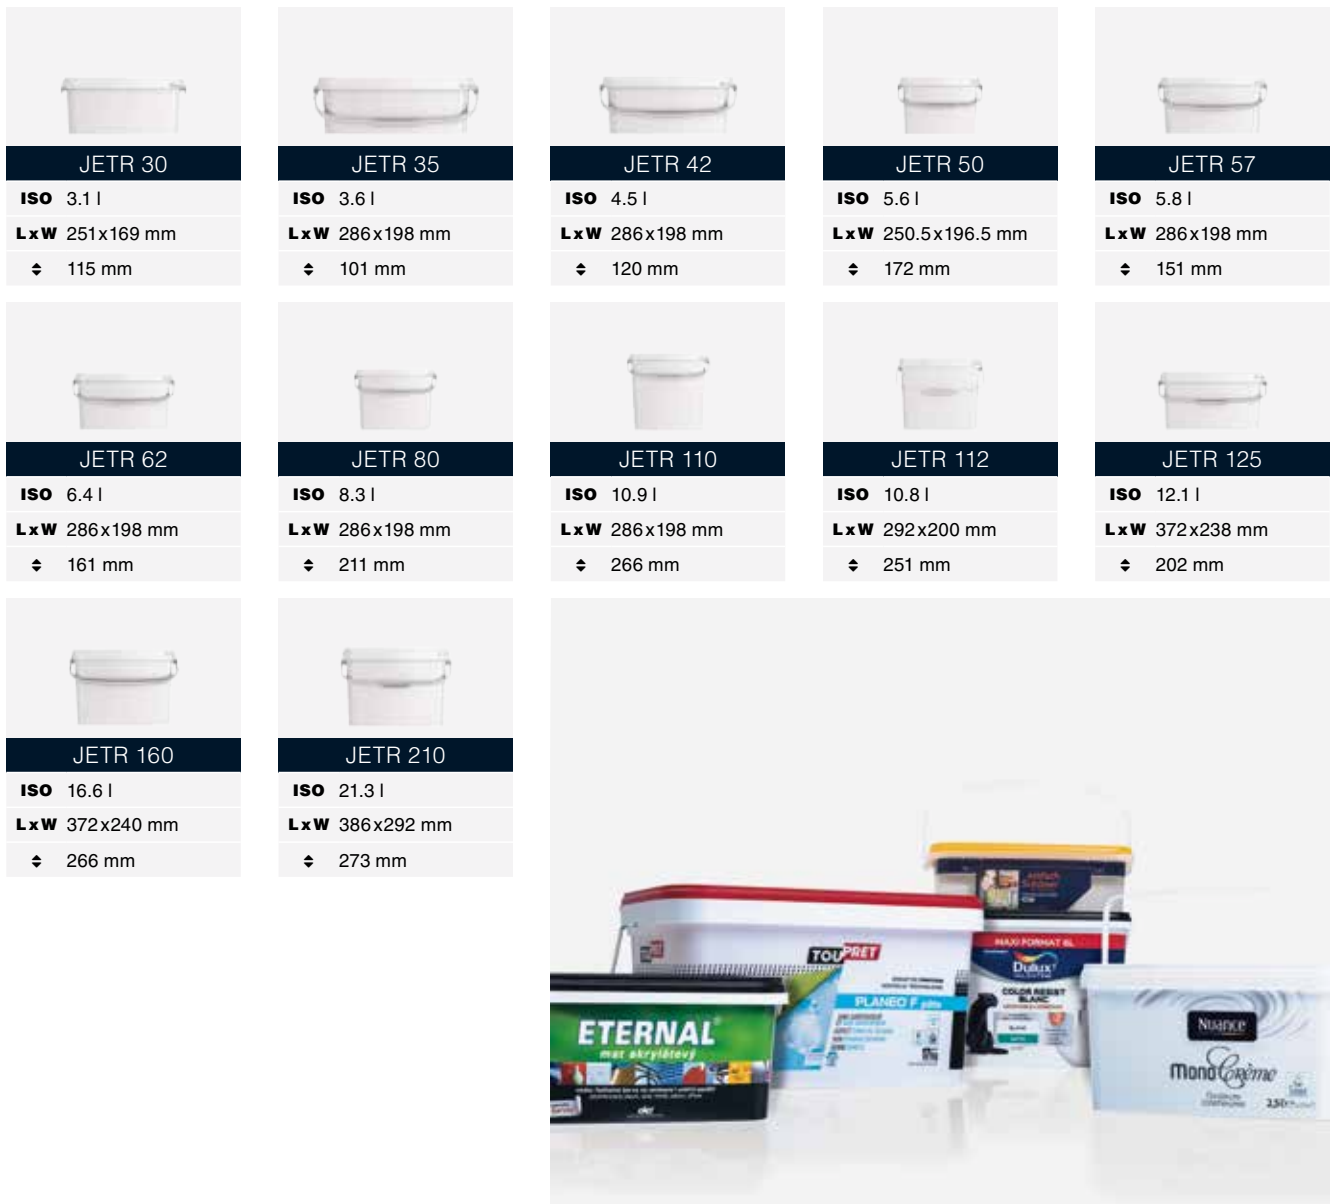 JETR 30
ISO 3.1 l
LxW 251x169 mm
115 mm
JETR 35
ISO 3.6 l
LxW 286x198 mm
101 mm
JETR 42
ISO 4.5 l
LxW 286x198 mm
120 mm
JETR 50
ISO 5.6 l
LxW 250.5x196.5 mm
172 mm
JETR 57
ISO 5.8 l
LxW 286x198 mm
151 mm
JETR 62
ISO 6.4 l
LxW 286x198 mm
161 mm
JETR 80
ISO 8.3 l
LxW 286x198 mm
211 mm
JETR 110
ISO 10.9 l
LxW 286x198 mm
266 mm
JETR 112
ISO 10.8 l
LxW 292x200 mm
251 mm
JETR 125
ISO 12.1 l
LxW 372x238 mm
202 mm
JETR 160
ISO 16.6 l
LxW 372x240 mm
266 mm
JETR 210
ISO 21.3 l
LxW 386x292 mm
273 mm
einfach
Schöner
TOUPRET
PLANEO F
MAXI FORMAT 6L
Dulux
COLOR RESIST
BLANC
ETERNAL
mat akrylátový
Nuance
Mono Crème
2,5l